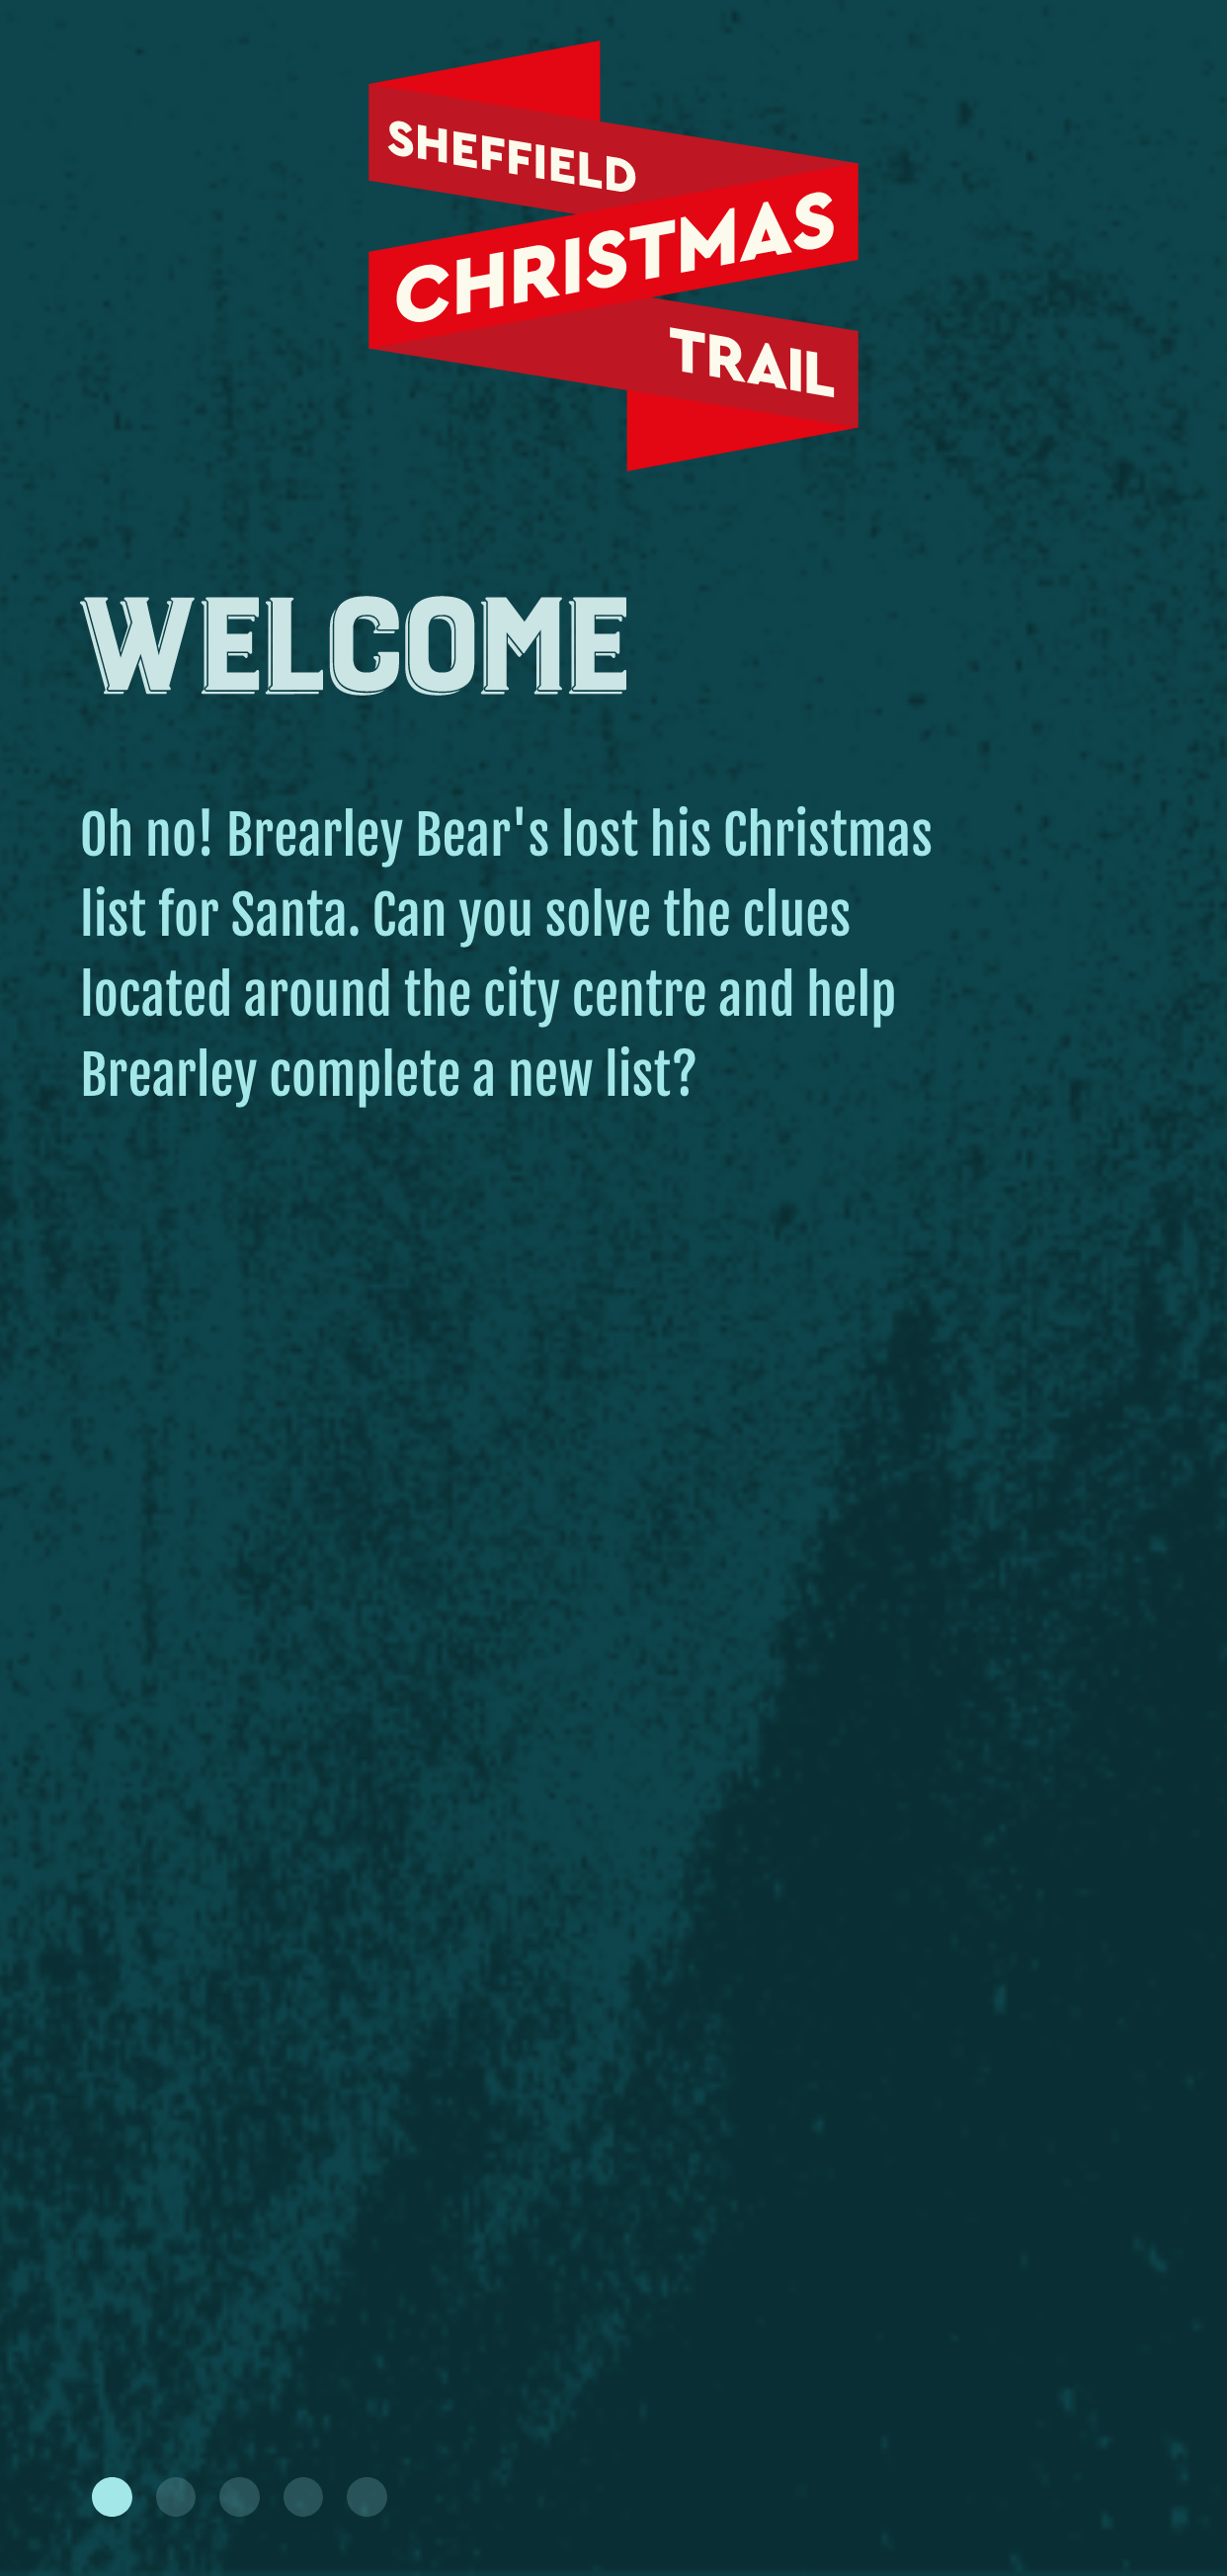 SHEFFIELD
CHRISTMAS
TRAIL
WELCOME
Oh no! Brearley Bear's lost his Christmas
list for Santa. Can you solve the clues
located around the city centre and help
Brearley complete a new list?